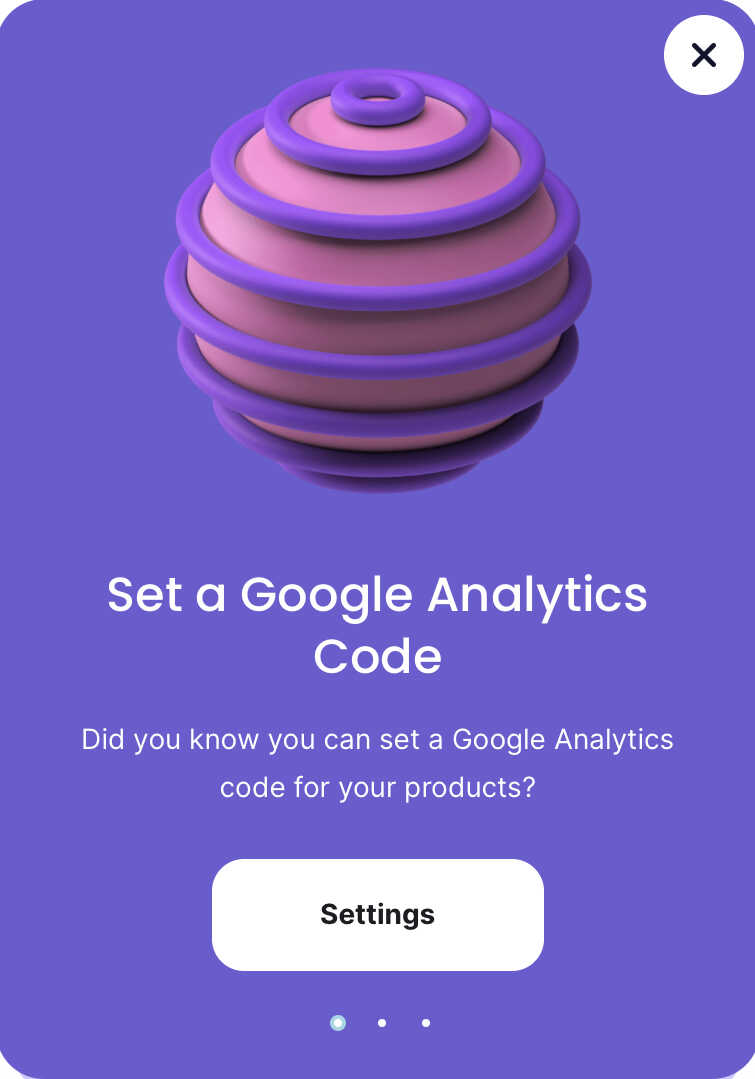 Set a Google Analytics
Code
Did you know you can set a Google Analytics
code for your products?
Settings